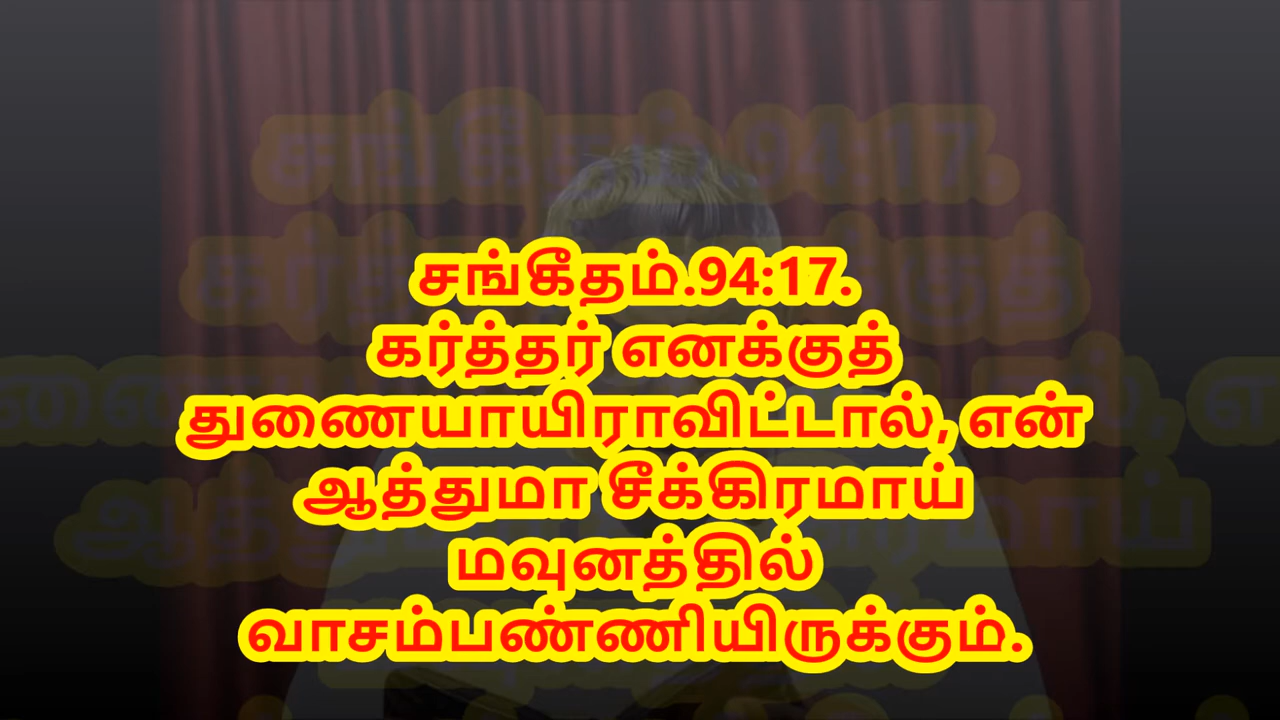 சங்கீதம்.94:17.
கர்த்தர் எனக்குத்
துணையாயிராவிட்டால், என்
ஆத்துமா சீக்கிரமாய்
மவுனத்தில்
வாசம்பண்ணியிருக்கும்.